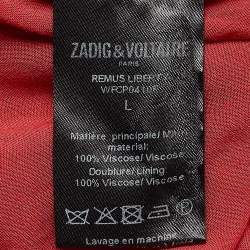 ZADIG&VOLTAIRE
PARIS
REMUS LIBERTY
L
Matière principale/
material:
100% Viscose/ Viscose
Doublure/ Lining:
100% Viscose/ Viscose
Lavage en machine